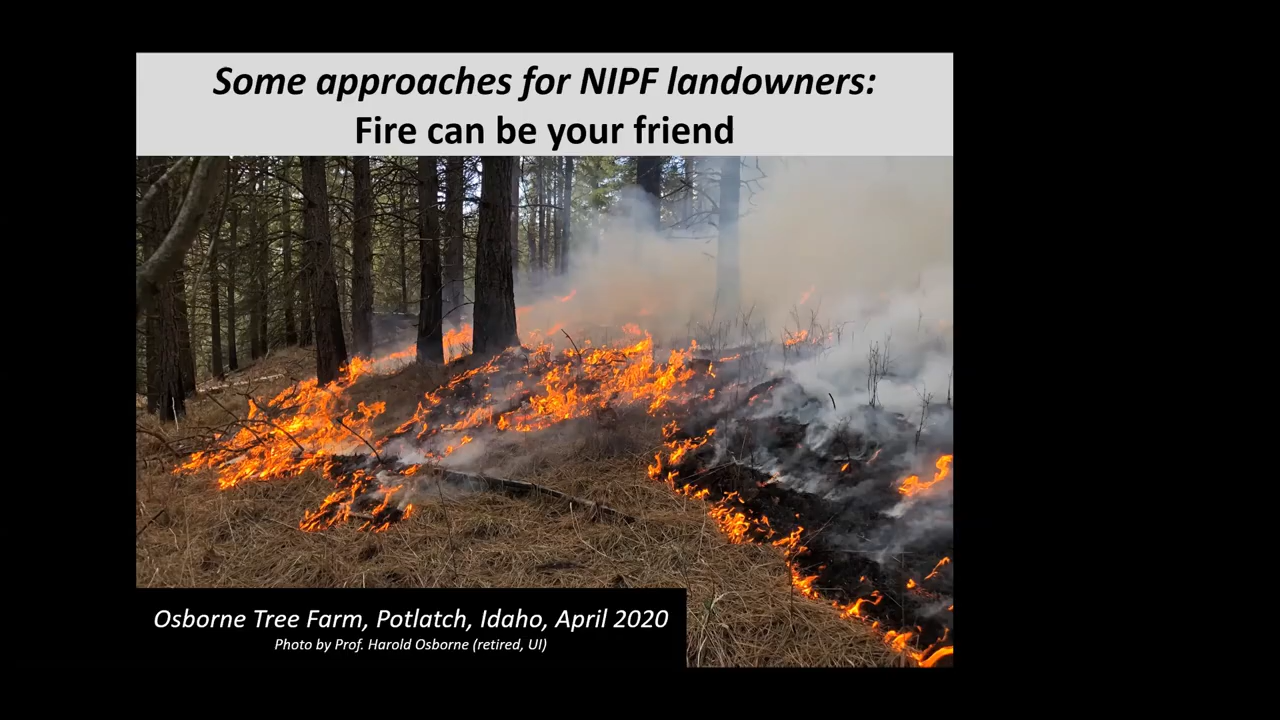 Some approaches for NIPF landowners:
Fire can be your friend
Osborne Tree Farm, Potlatch, Idaho, April 2020
Photo by Prof. Harold Osborne (retired, UI)